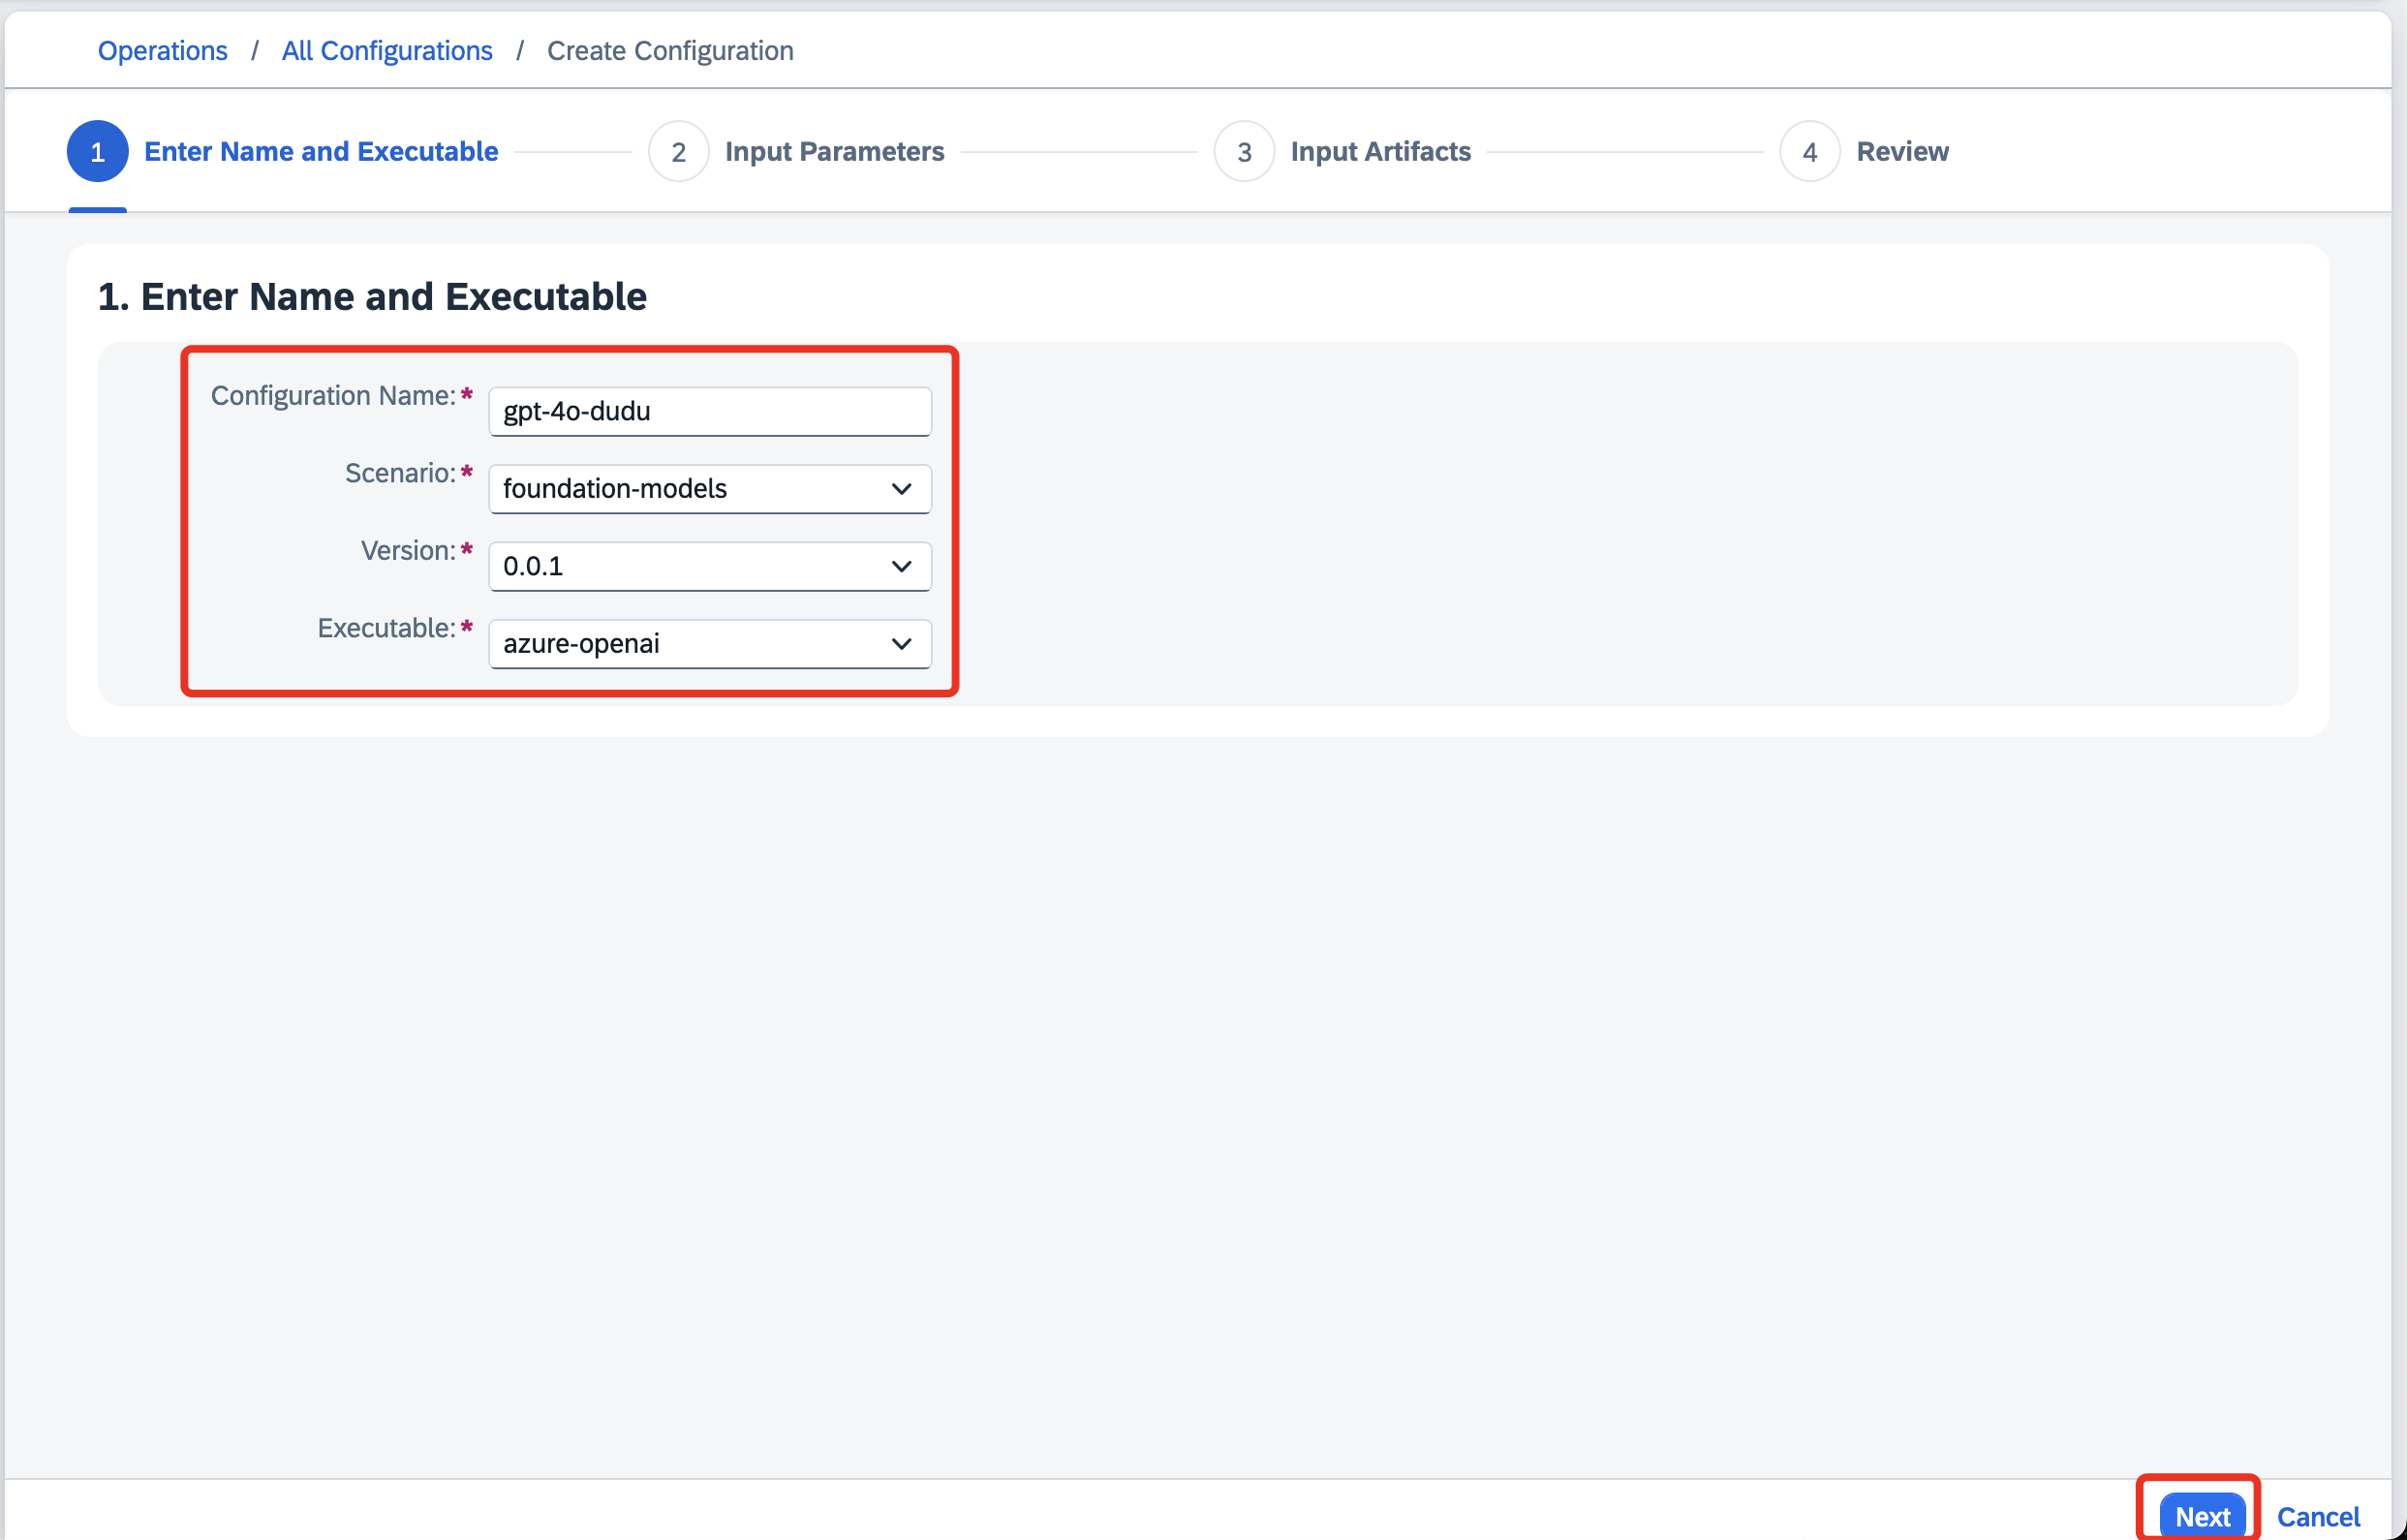 Operations / All Configurations / Create Configuration
1 Enter Name and Executable 2 Input Parameters 3 Input Artifacts 4 Review
1. Enter Name and Executable
Configuration Name:* gpt-4o-dudu
Scenario:* foundation-models
Version:* 0.0.1
Executable:* azure-openai
Next Cancel